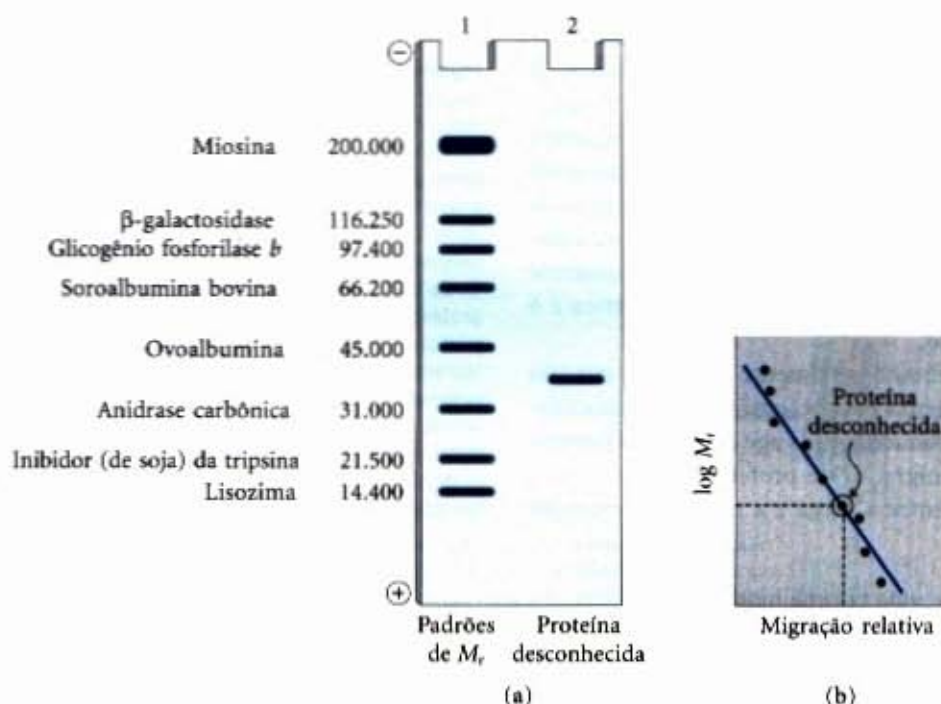 1 2
−
Miosina 200.000
β-galactosidase 116.250
Glicogênio fosforilase b 97.400
Soroalbumina bovina 66.200
Ovoalbumina 45.000
Anidrase carbônica 31.000
Inibidor (de soja) da tripsina 21.500
Lisozima 14.400
+
Padrões Proteína
de Mr desconhecida
(a)
Proteína
desconhecida
log Mr
Migração relativa
(b)